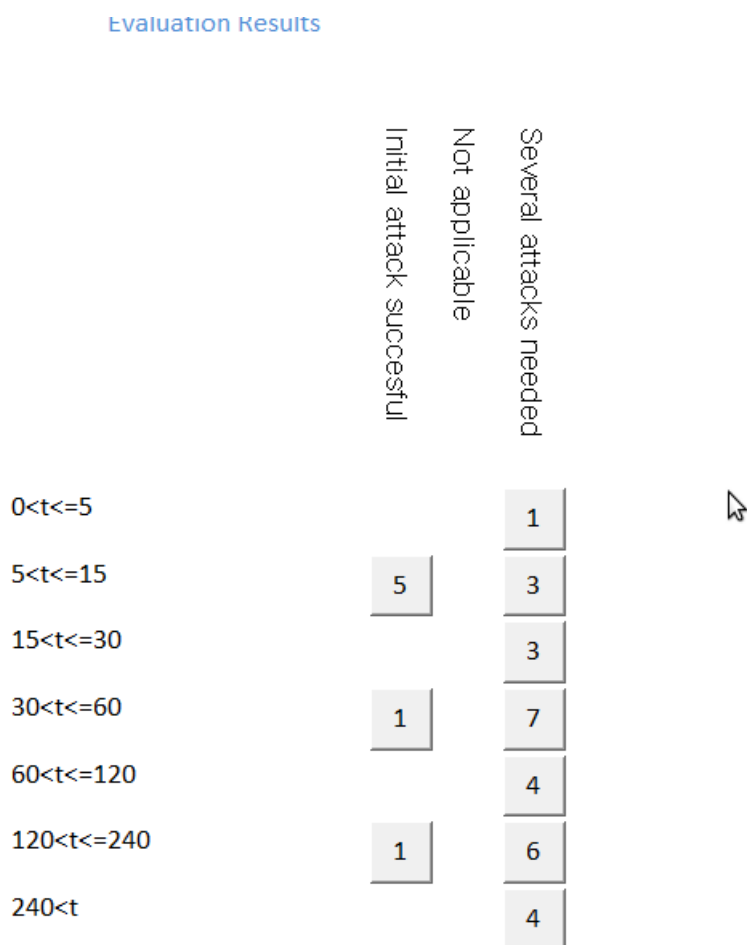 Evaluation Results
Initial attack succesful
Not applicable
Several attacks needed
0<t<=5
1
5<t<=15
5
3
15<t<=30
3
30<t<=60
1
7
60<t<=120
4
120<t<=240
1
6
240<t
4